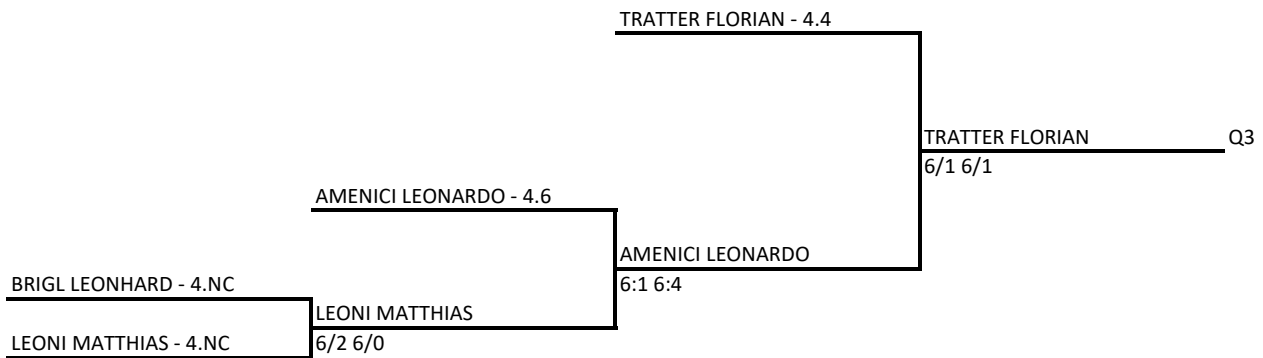 TRATTER FLORIAN - 4.4
TRATTER FLORIAN
Q3
6/1 6/1
AMENICI LEONARDO - 4.6
AMENICI LEONARDO
6:1 6:4
BRIGL LEONHARD - 4.NC
LEONI MATTHIAS
LEONI MATTHIAS - 4.NC
6/2 6/0